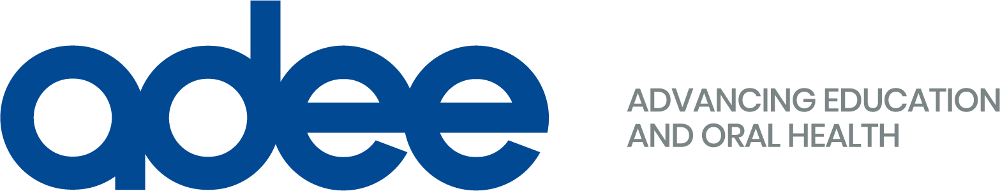 adee
ADVANCING EDUCATION
AND ORAL HEALTH